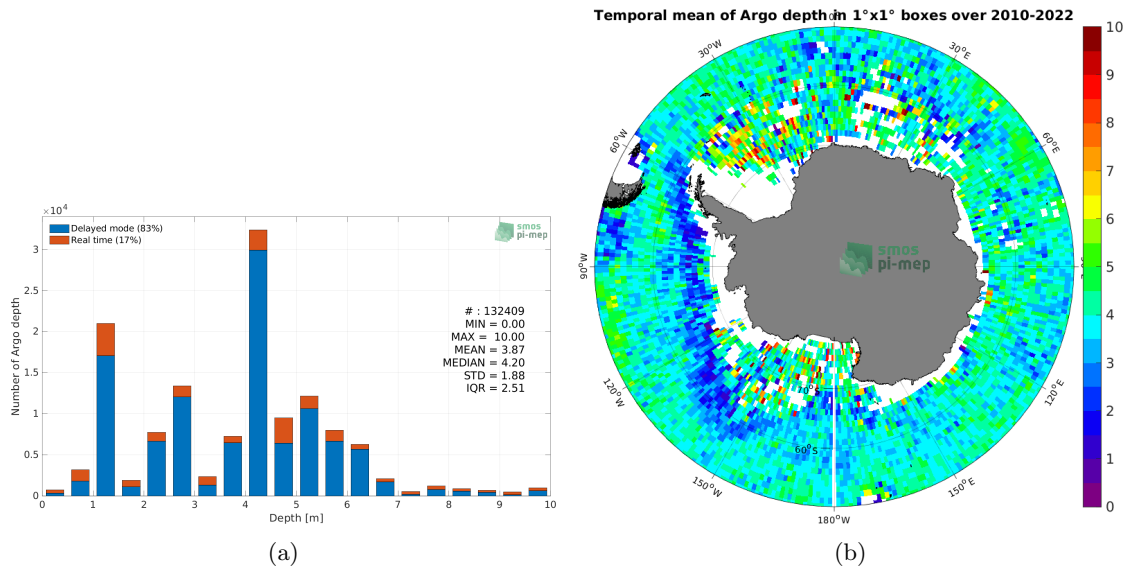 ×10⁴
Delayed mode (83%)
Real time (17%)
smos
pi-mep
# : 132409
MIN = 0.00
MAX = 10.00
MEAN = 3.87
MEDIAN = 4.20
STD = 1.88
IQR = 2.51
Number of Argo depth
3
2.5
2
1.5
1
0.5
0
0 1 2 3 4 5 6 7 8 9 10
Depth [m]
(a)
Temporal mean of Argo depth in 1°x1° boxes over 2010-2022
30°W
30°E
60°W
60°E
90°W
120°W
120°E
150°W
150°E
180°W
70°S
60°S
smos
pi-mep
10
9
8
7
6
5
4
3
2
1
0
(b)